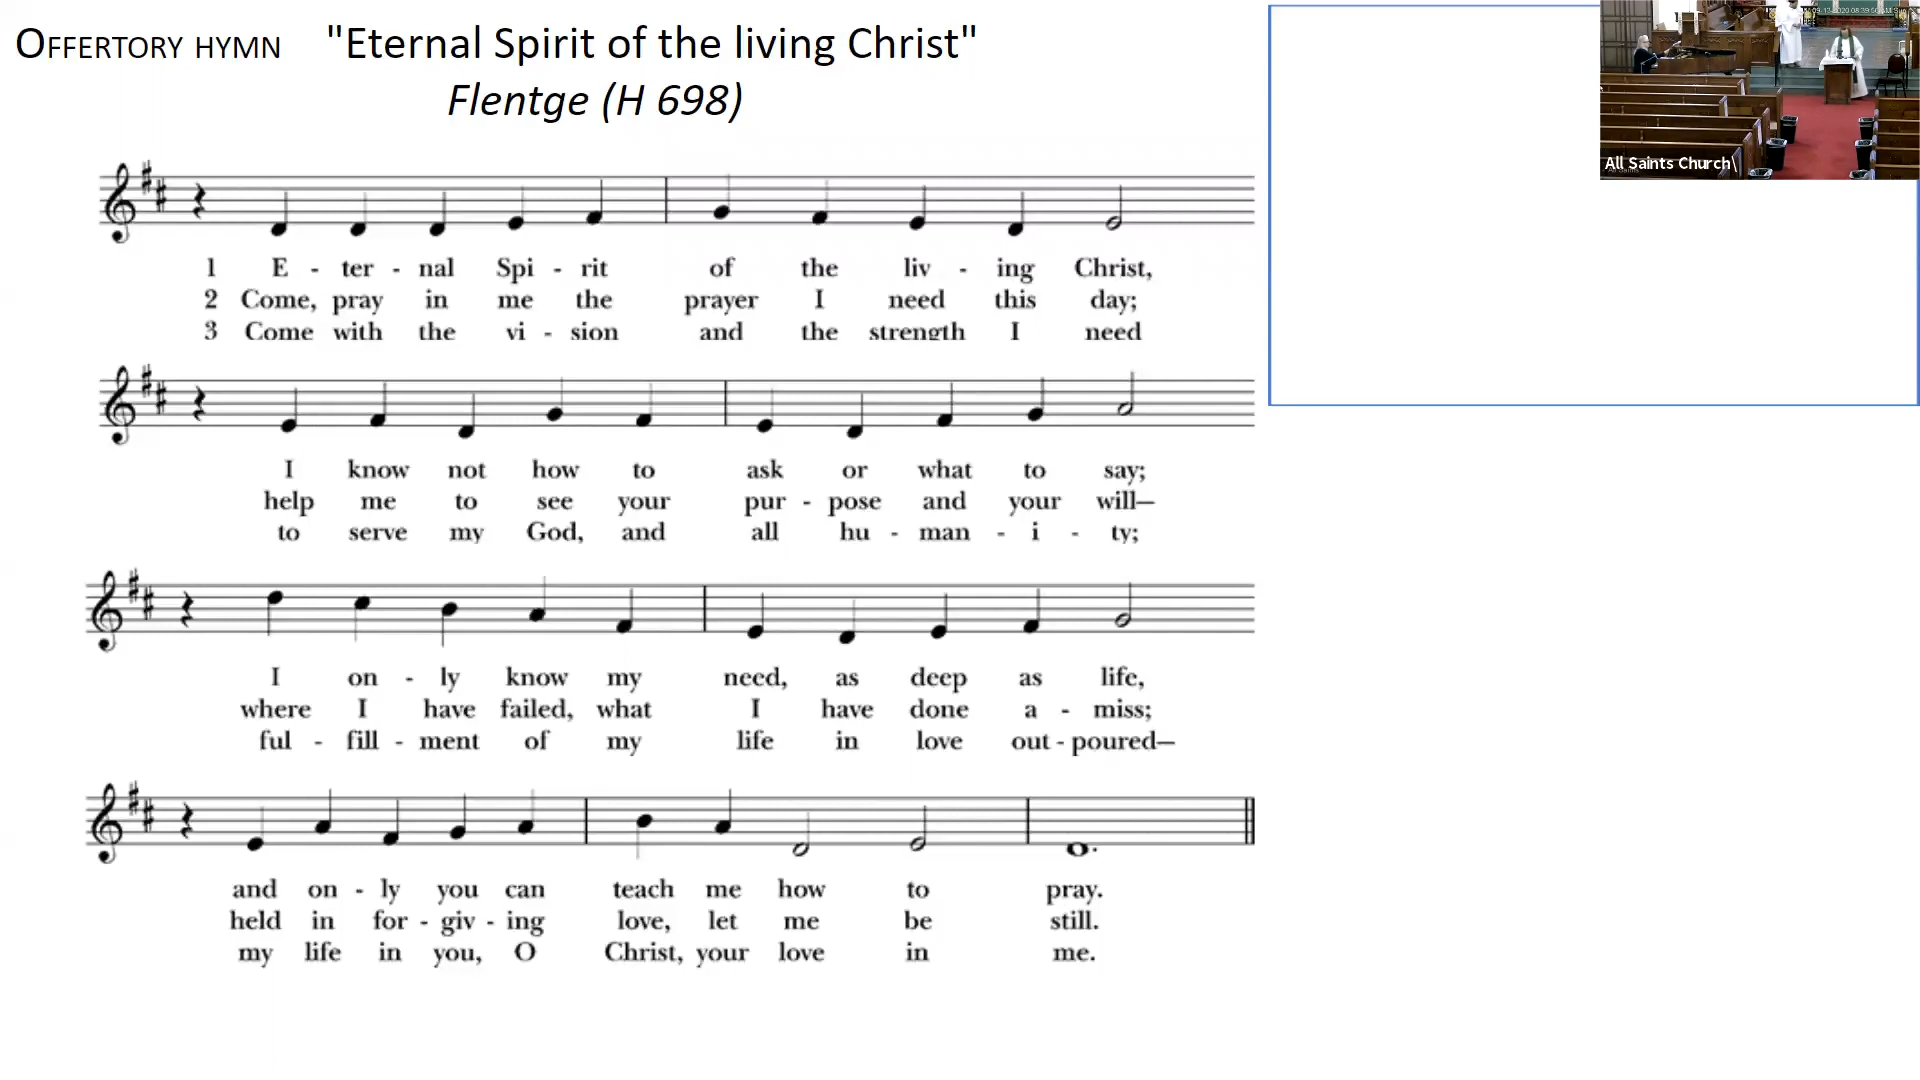 OFFERTORY HYMN "Eternal Spirit of the living Christ"
Flentge (H 698)
All Saints Church\
1 E - ter - nal Spi - rit of the liv - ing Christ,
2 Come, pray in me the prayer I need this day;
3 Come with the vi - sion and the strength I need
I know not how to ask or what to say;
help me to see your pur - pose and your will—
to serve my God, and all hu - man - i - ty;
I on - ly know my need, as deep as life,
where I have failed, what I have done a - miss;
ful - fill - ment of my life in love out - poured—
and on - ly you can teach me how to pray.
held in for - giv - ing love, let me be still.
my life in you, O Christ, your love in me.